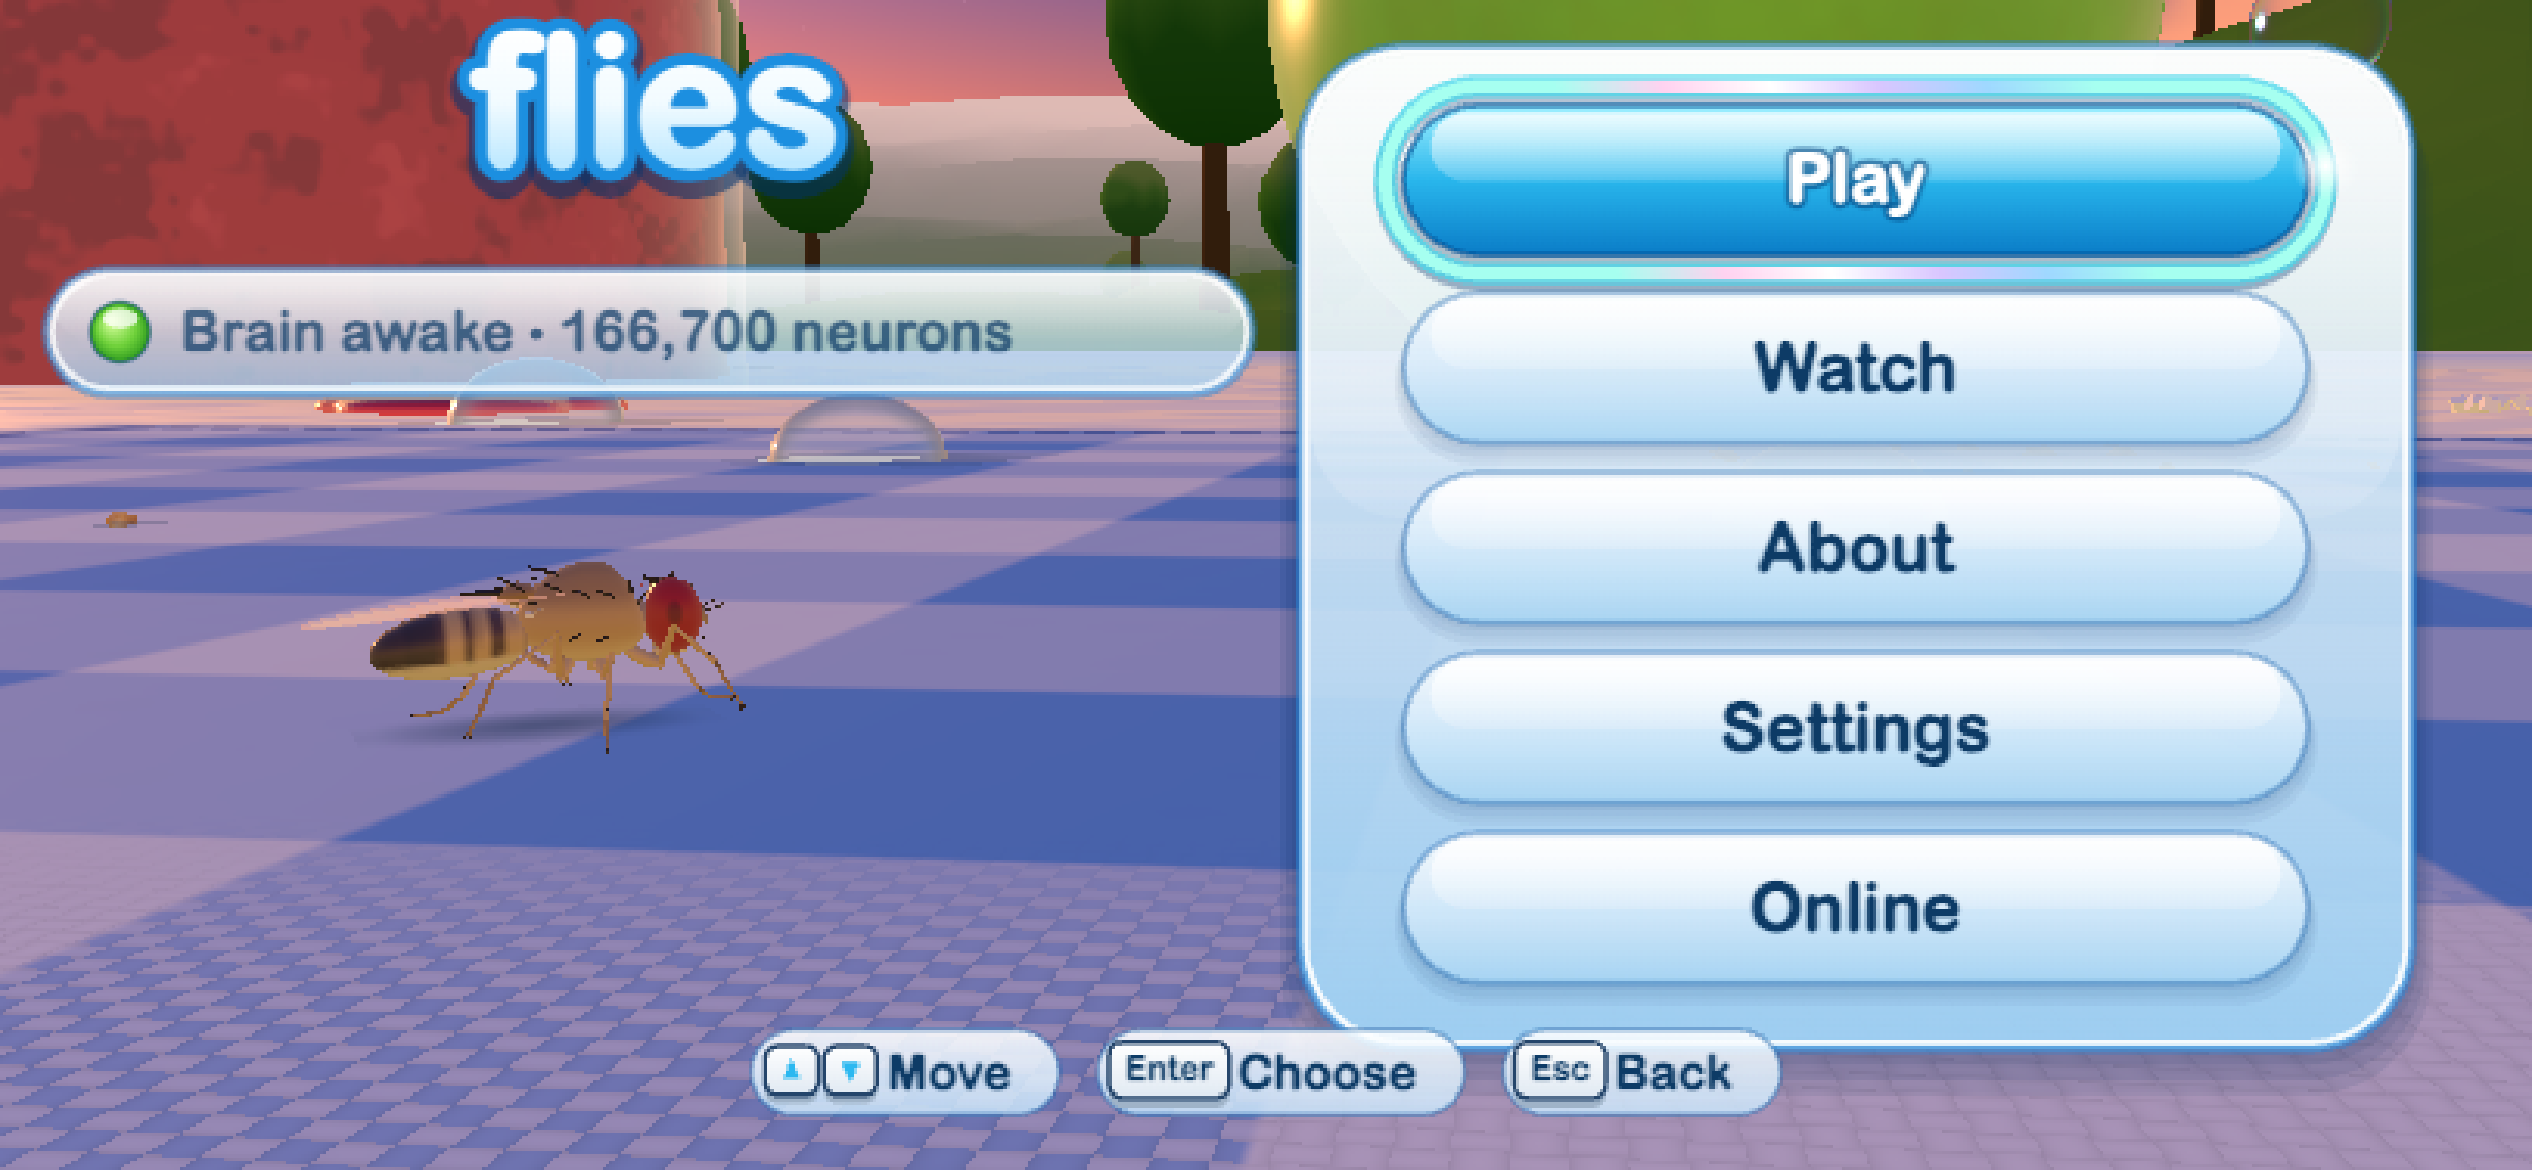 flies
Brain awake · 166,700 neurons
Play
Watch
About
Settings
Online
▲ ▼ Move Enter Choose Esc Back